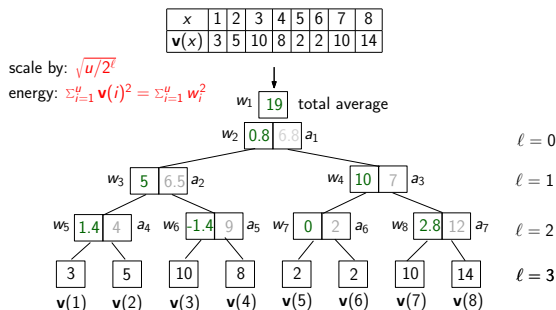 x 1 2 3 4 5 6 7 8
v(x) 3 5 10 8 2 2 10 14
scale by: √(u/2^ℓ)
energy: Σ_{i=1}^u v(i)² = Σ_{i=1}^u w_i²
w₁ 19 total average
w₂ 0.8 6.8 a₁ ℓ = 0
w₃ 5 6.5 a₂ w₄ 10 7 a₃ ℓ = 1
w₅ 1.4 4 a₄ w₆ -1.4 9 a₅ w₇ 0 2 a₆ w₈ 2.8 12 a₇ ℓ = 2
3 5 10 8 2 2 10 14 ℓ = 3
v(1) v(2) v(3) v(4) v(5) v(6) v(7) v(8)